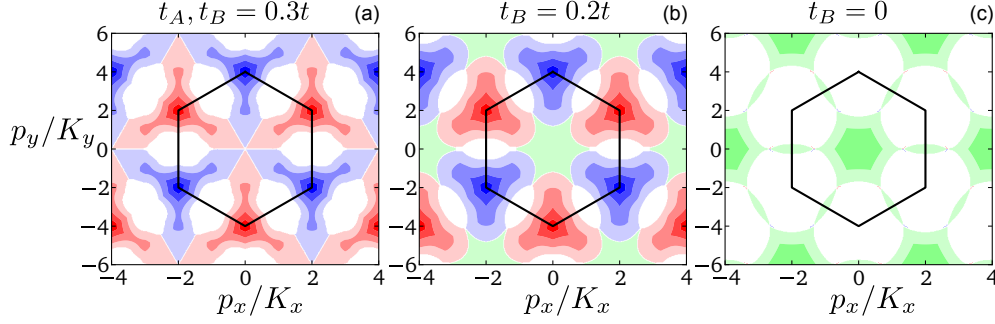 t_A, t_B = 0.3t (a) t_B = 0.2t (b) t_B = 0 (c)
p_y/K_y
6 4 2 0 −2 −4 −6
−4 −2 0 2 4
p_x/K_x
6 4 2 0 −2 −4 −6
−4 −2 0 2 4
p_x/K_x
6 4 2 0 −2 −4 −6
−4 −2 0 2 4
p_x/K_x